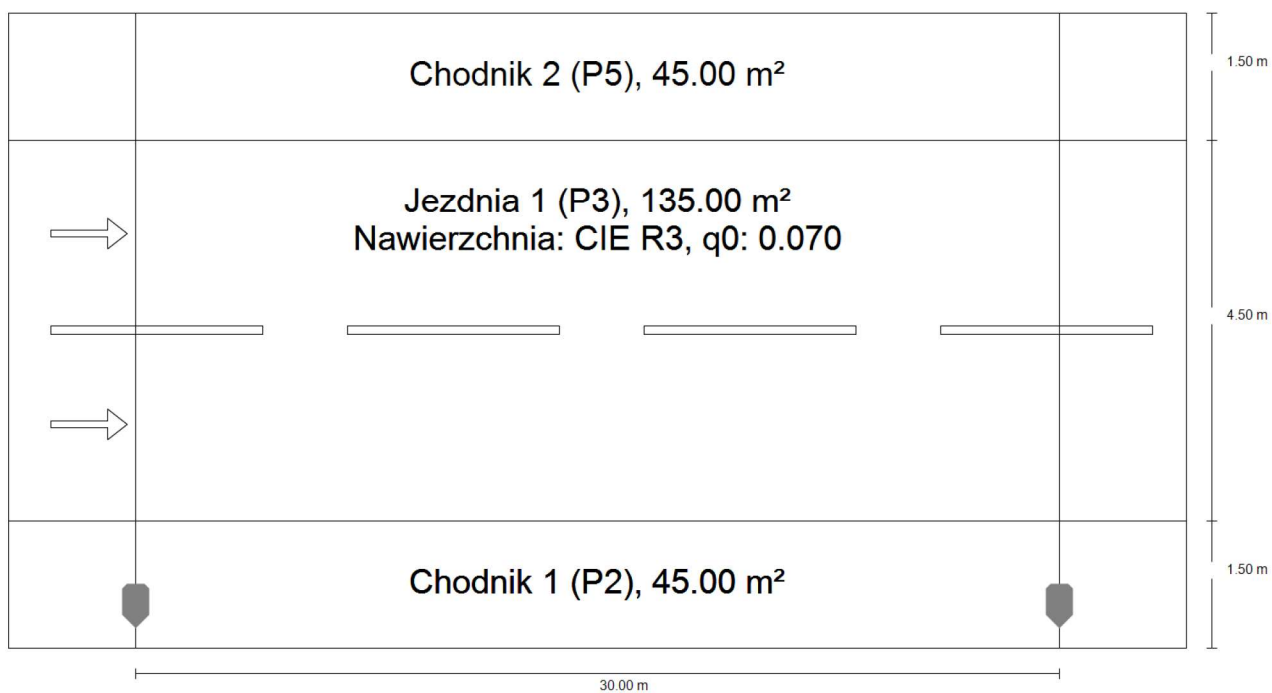 Chodnik 2 (P5), 45.00 m²
1.50 m
Jezdnia 1 (P3), 135.00 m²
Nawierzchnia: CIE R3, q0: 0.070
4.50 m
Chodnik 1 (P2), 45.00 m²
1.50 m
30.00 m